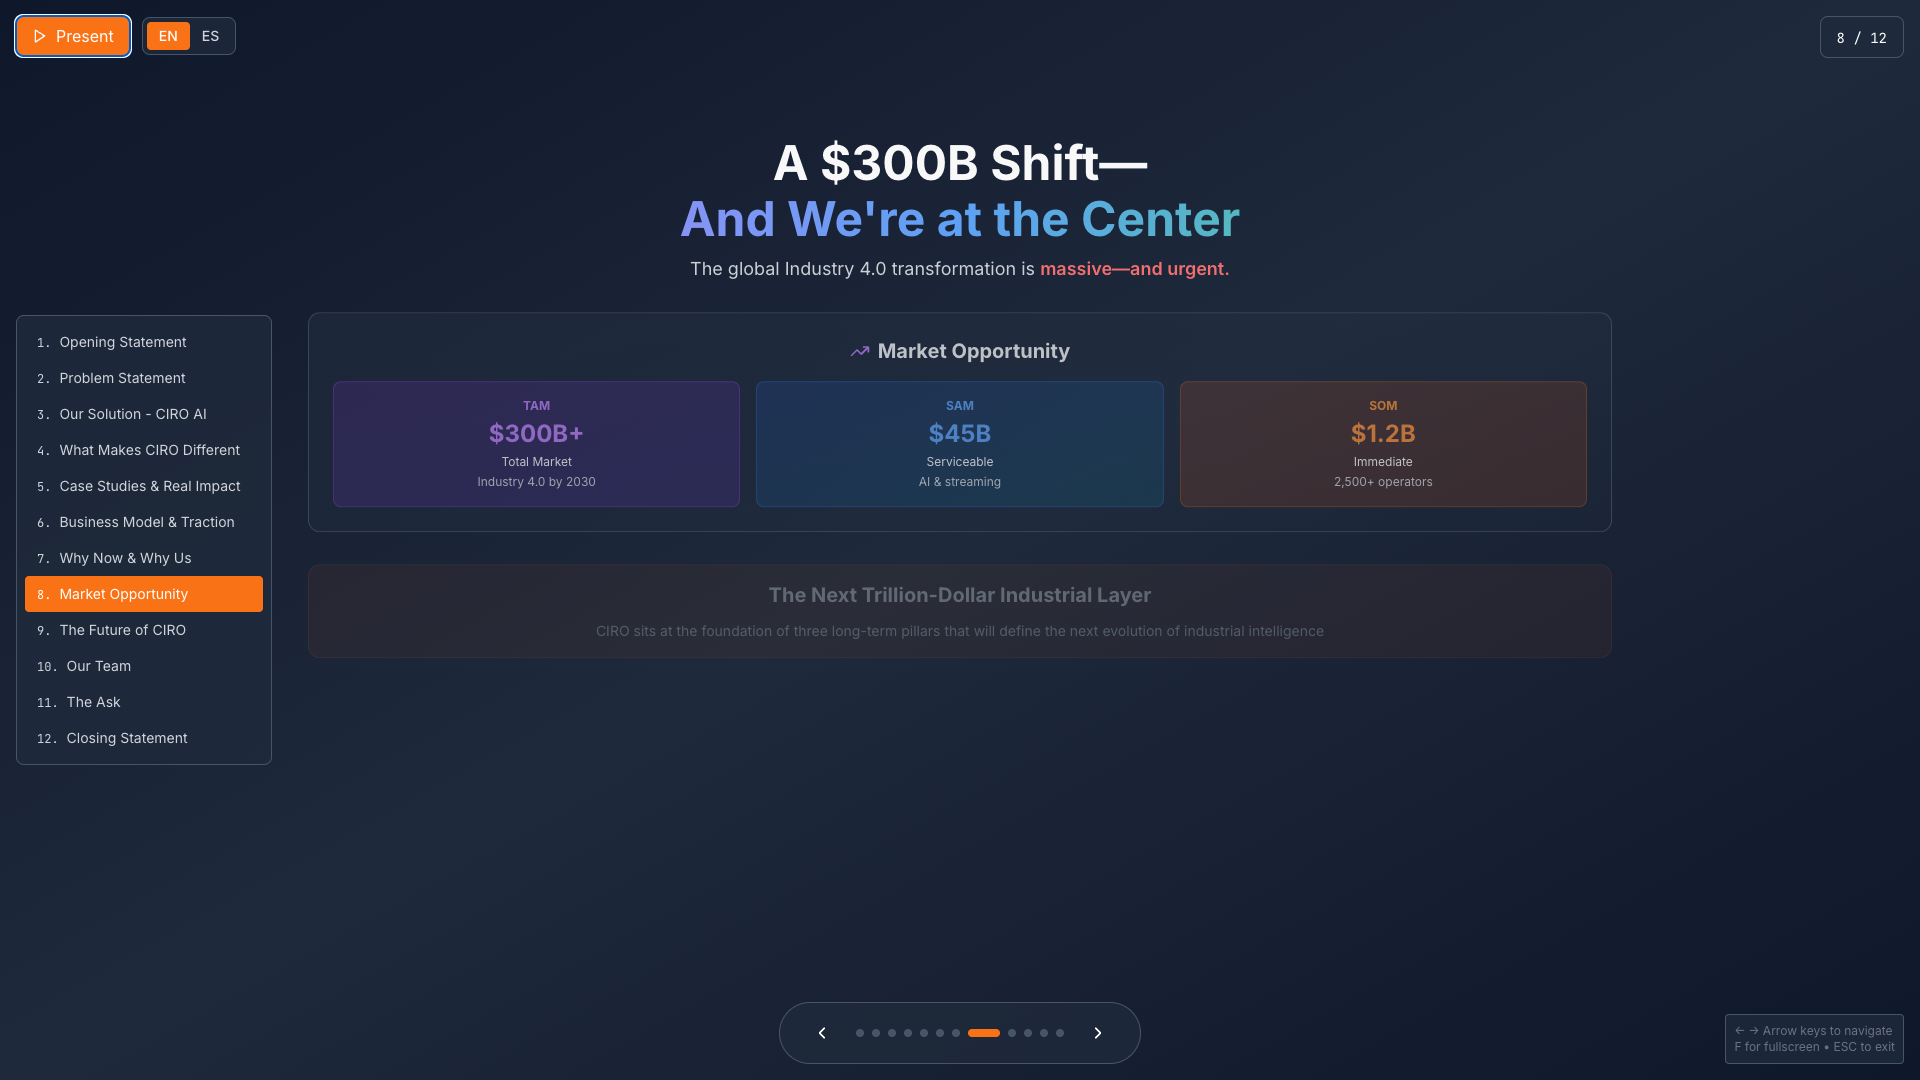 Present
EN ES
8 / 12
A $300B Shift—
And We're at the Center
The global Industry 4.0 transformation is massive—and urgent.
1. Opening Statement
2. Problem Statement
3. Our Solution - CIRO AI
4. What Makes CIRO Different
5. Case Studies & Real Impact
6. Business Model & Traction
7. Why Now & Why Us
8. Market Opportunity
9. The Future of CIRO
10. Our Team
11. The Ask
12. Closing Statement
Market Opportunity
TAM
$300B+
Total Market
Industry 4.0 by 2030
SAM
$45B
Serviceable
AI & streaming
SOM
$1.2B
Immediate
2,500+ operators
The Next Trillion-Dollar Industrial Layer
CIRO sits at the foundation of three long-term pillars that will define the next evolution of industrial intelligence
← → Arrow keys to navigate
F for fullscreen • ESC to exit